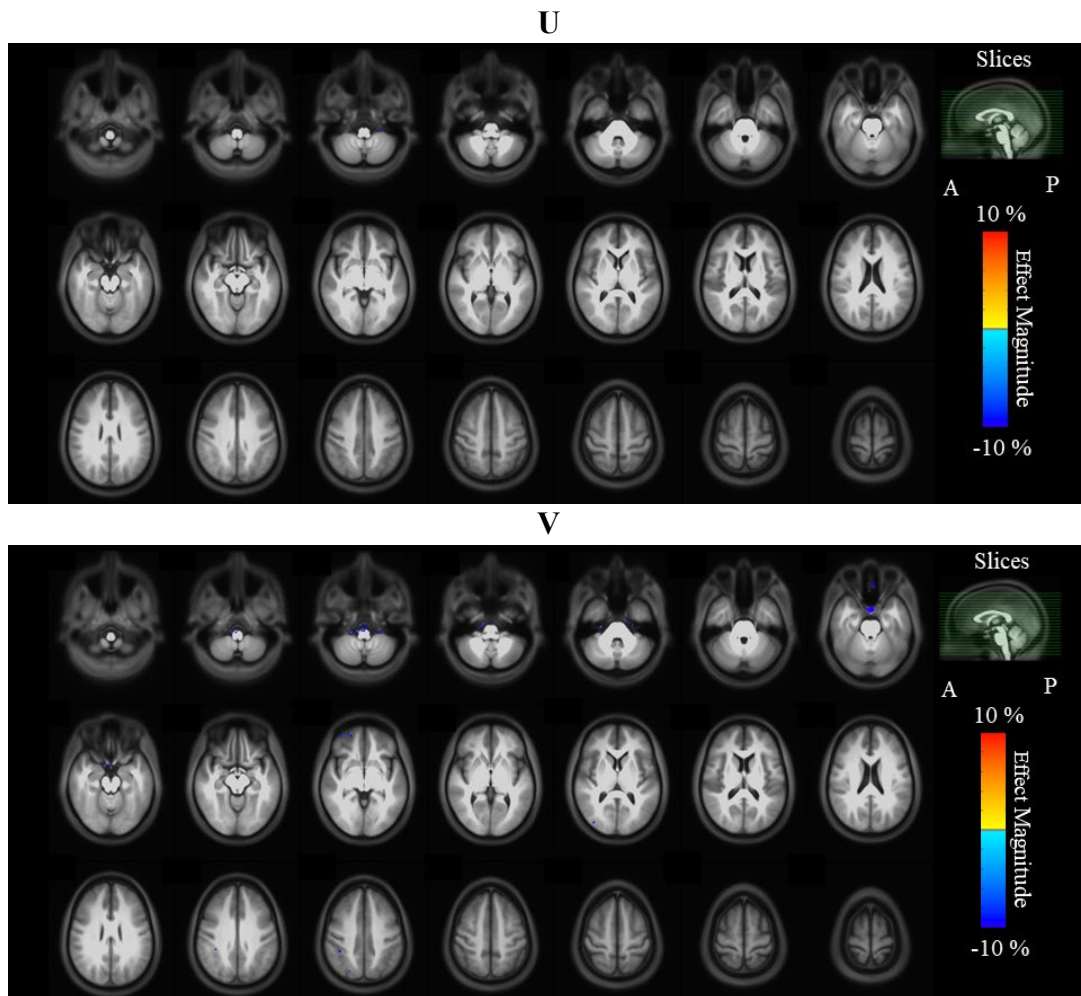 U
Slices
A P
10 %
Effect Magnitude
-10 %
V
Slices
A P
10 %
Effect Magnitude
-10 %